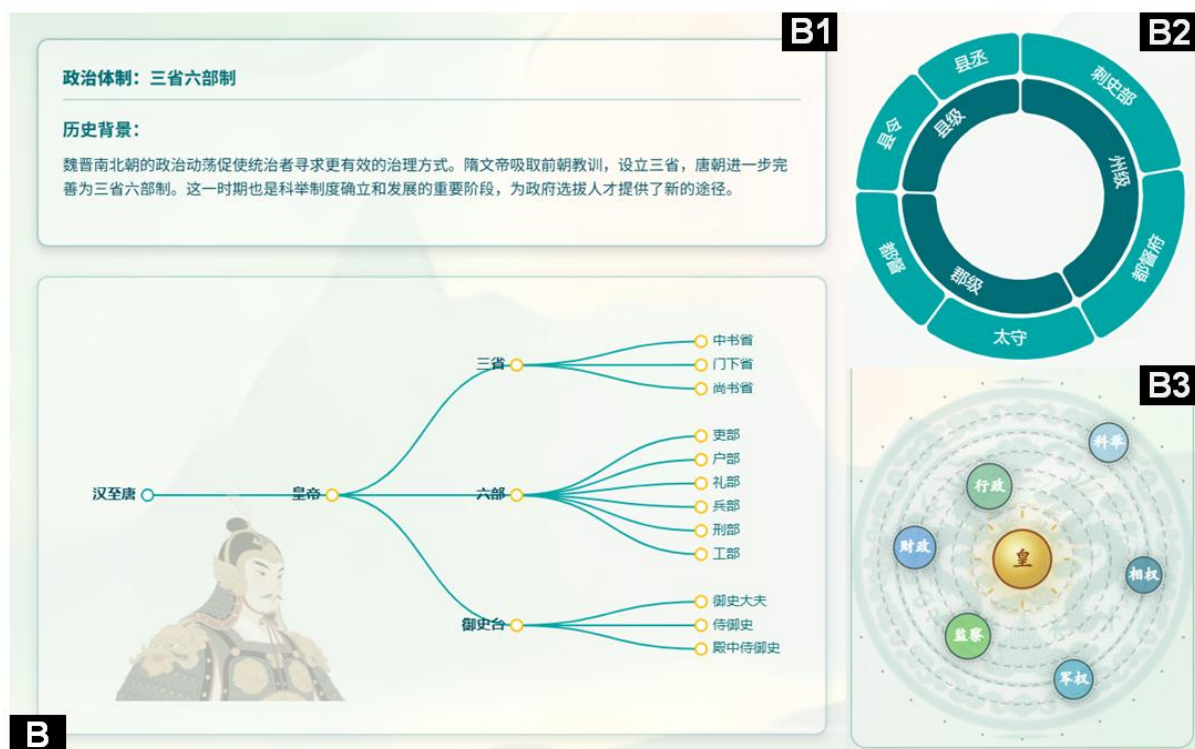 B1
政治体制：三省六部制
历史背景：
魏晋南北朝的政治动荡促使统治者寻求更有效的治理方式。隋文帝吸取前朝教训，设立三省，唐朝进一步完
善为三省六部制。这一时期也是科举制度确立和发展的重要阶段，为政府选拔人才提供了新的途径。
汉至唐
皇帝
三省
中书省
门下省
尚书省
六部
吏部
户部
礼部
兵部
刑部
工部
御史台
御史大夫
侍御史
殿中侍御史
B
B2
县丞
刺史部
县令
县级
州级
都督
郡级
都督府
太守
B3
科举
行政
财政
皇
相权
监察
军权